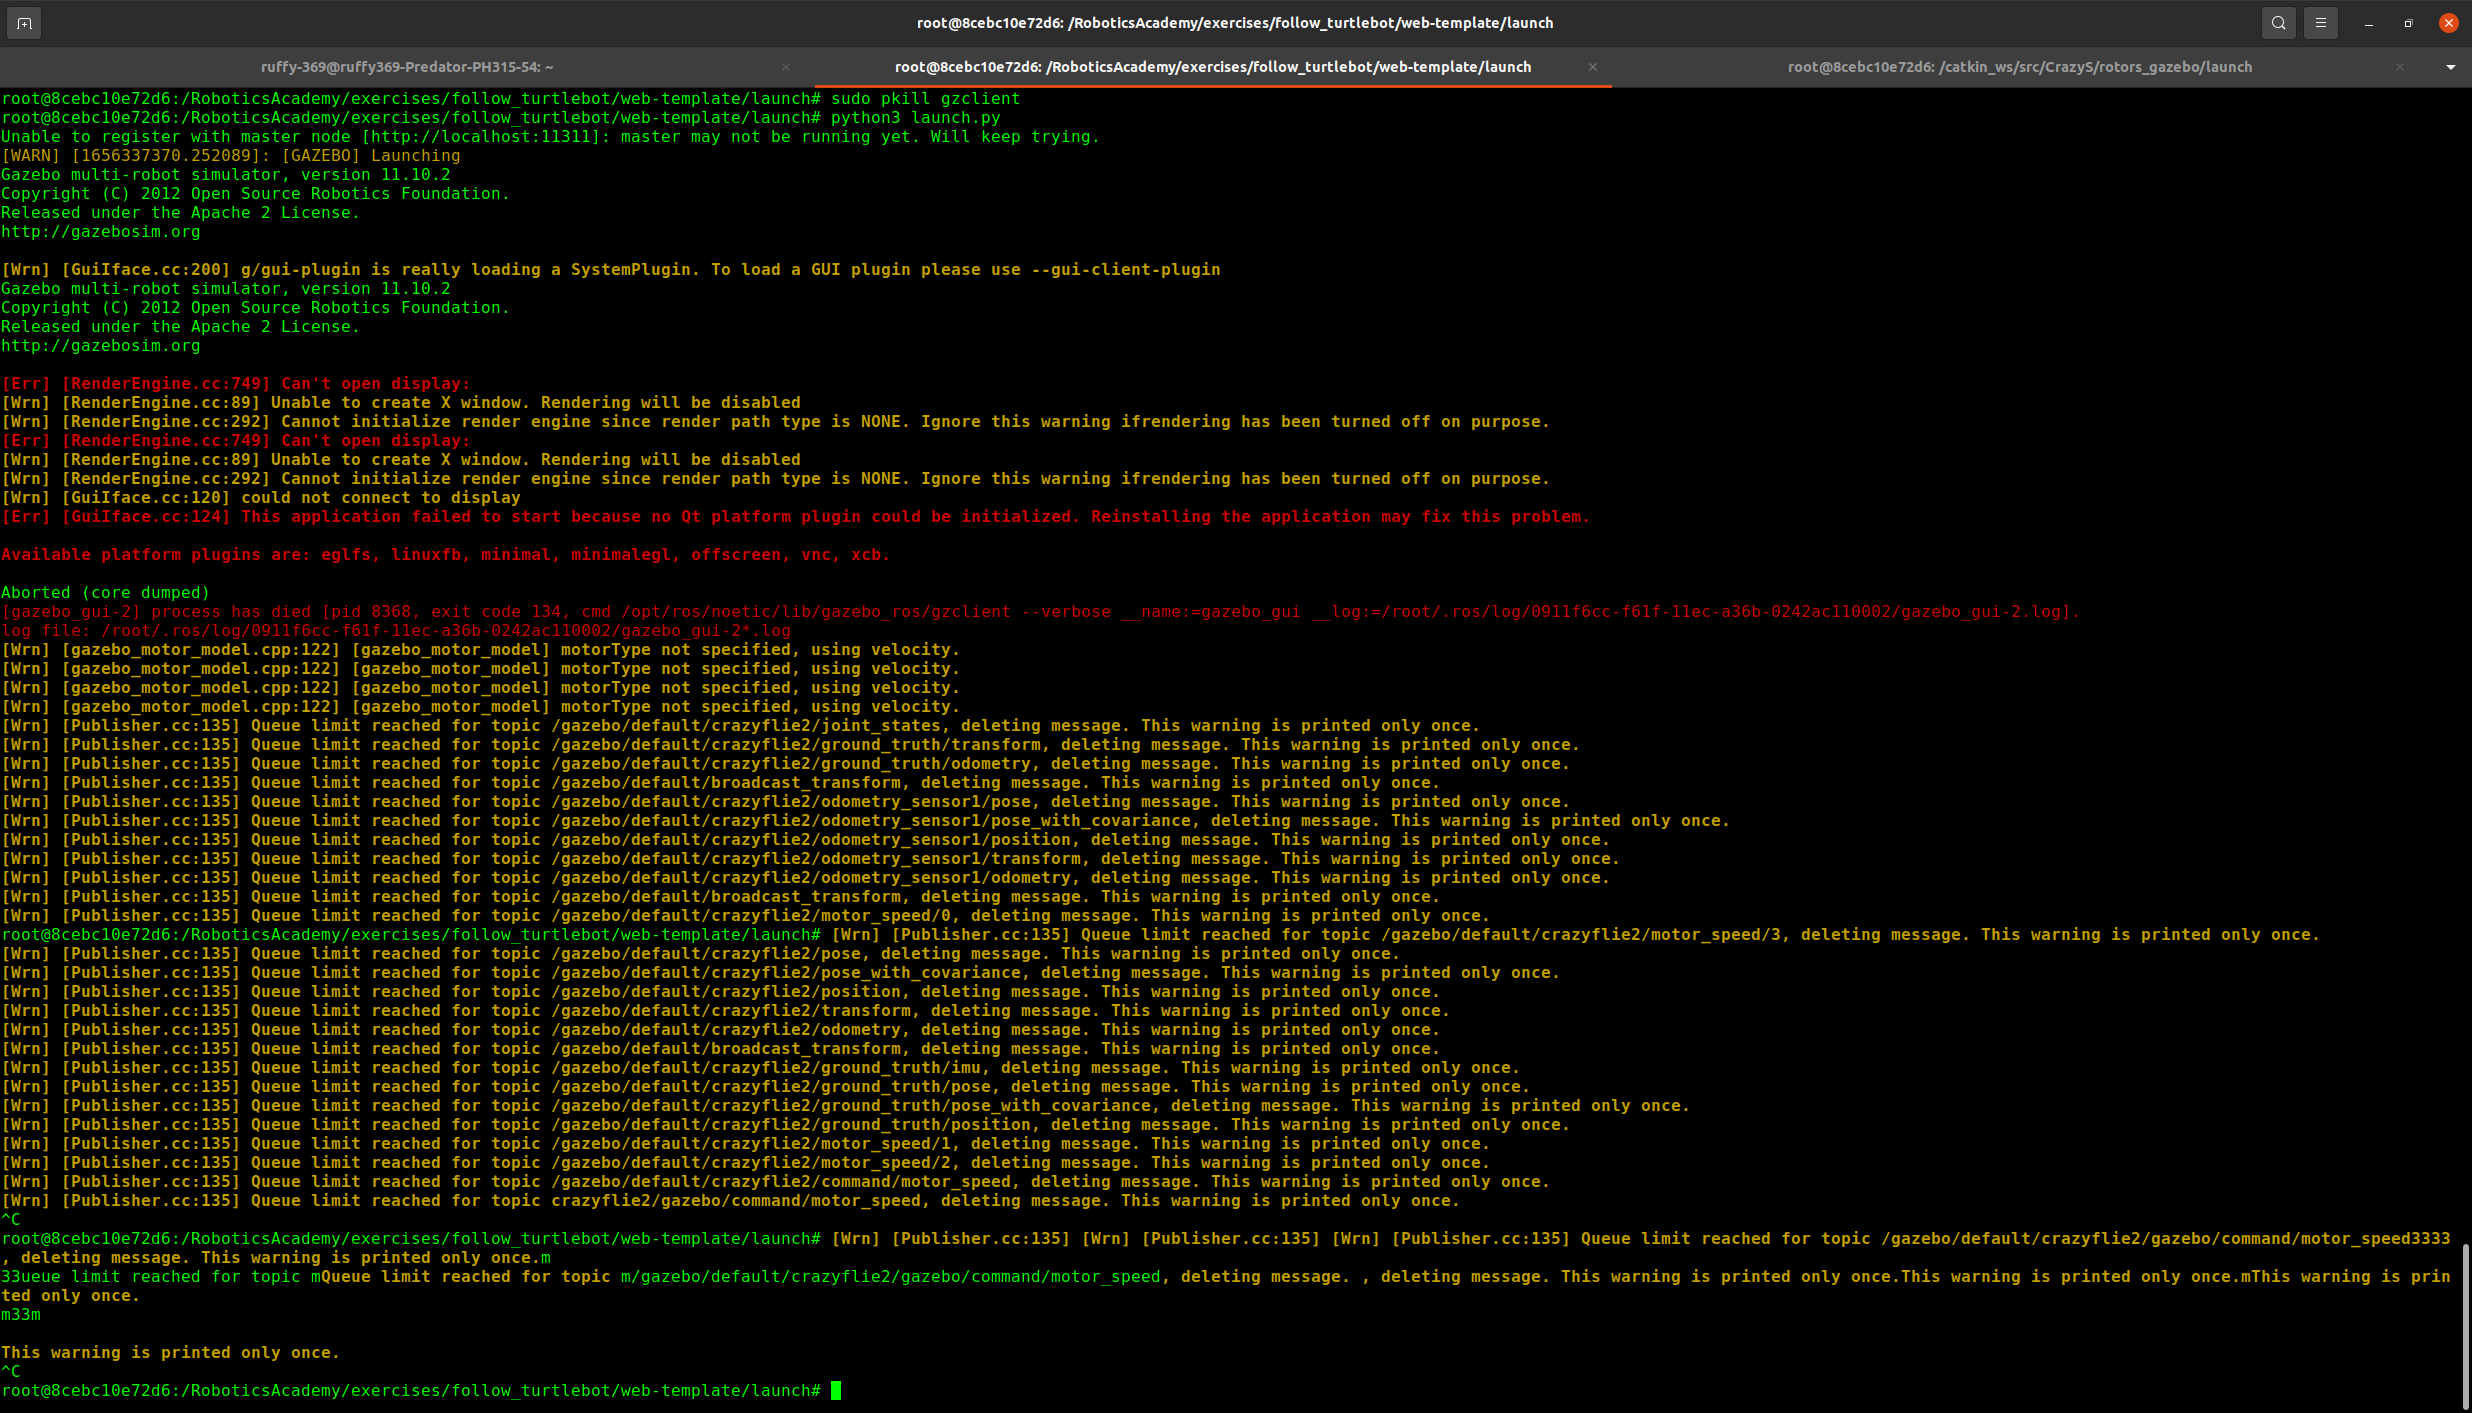 root@8cebc10e72d6: /RoboticsAcademy/exercises/follow_turtlebot/web-template/launch
ruffy-369@ruffy369-Predator-PH315-54: ~
root@8cebc10e72d6: /RoboticsAcademy/exercises/follow_turtlebot/web-template/launch
root@8cebc10e72d6: /catkin_ws/src/CrazyS/rotors_gazebo/launch
root@8cebc10e72d6:/RoboticsAcademy/exercises/follow_turtlebot/web-template/launch# sudo pkill gzclient
root@8cebc10e72d6:/RoboticsAcademy/exercises/follow_turtlebot/web-template/launch# python3 launch.py
Unable to register with master node [http://localhost:11311]: master may not be running yet. Will keep trying.
[WARN] [1656337370.252089]: [GAZEBO] Launching
Gazebo multi-robot simulator, version 11.10.2
Copyright (C) 2012 Open Source Robotics Foundation.
Released under the Apache 2 License.
http://gazebosim.org
[Wrn] [GuiIface.cc:200] g/gui-plugin is really loading a SystemPlugin. To load a GUI plugin please use --gui-client-plugin
Gazebo multi-robot simulator, version 11.10.2
Copyright (C) 2012 Open Source Robotics Foundation.
Released under the Apache 2 License.
http://gazebosim.org
[Err] [RenderEngine.cc:749] Can't open display:
[Wrn] [RenderEngine.cc:89] Unable to create X window. Rendering will be disabled
[Wrn] [RenderEngine.cc:292] Cannot initialize render engine since render path type is NONE. Ignore this warning ifrendering has been turned off on purpose.
[Err] [RenderEngine.cc:749] Can't open display:
[Wrn] [RenderEngine.cc:89] Unable to create X window. Rendering will be disabled
[Wrn] [RenderEngine.cc:292] Cannot initialize render engine since render path type is NONE. Ignore this warning ifrendering has been turned off on purpose.
[Wrn] [GuiIface.cc:120] could not connect to display
[Err] [GuiIface.cc:124] This application failed to start because no Qt platform plugin could be initialized. Reinstalling the application may fix this problem.
Available platform plugins are: eglfs, linuxfb, minimal, minimalegl, offscreen, vnc, xcb.
Aborted (core dumped)
[gazebo_gui-2] process has died [pid 8368, exit code 134, cmd /opt/ros/noetic/lib/gazebo_ros/gzclient --verbose __name:=gazebo_gui __log:=/root/.ros/log/0911f6cc-f61f-11ec-a36b-0242ac110002/gazebo_gui-2.log].
log file: /root/.ros/log/0911f6cc-f61f-11ec-a36b-0242ac110002/gazebo_gui-2*.log
[Wrn] [gazebo_motor_model.cpp:122] [gazebo_motor_model] motorType not specified, using velocity.
[Wrn] [gazebo_motor_model.cpp:122] [gazebo_motor_model] motorType not specified, using velocity.
[Wrn] [gazebo_motor_model.cpp:122] [gazebo_motor_model] motorType not specified, using velocity.
[Wrn] [gazebo_motor_model.cpp:122] [gazebo_motor_model] motorType not specified, using velocity.
[Wrn] [Publisher.cc:135] Queue limit reached for topic /gazebo/default/crazyflie2/joint_states, deleting message. This warning is printed only once.
[Wrn] [Publisher.cc:135] Queue limit reached for topic /gazebo/default/crazyflie2/ground_truth/transform, deleting message. This warning is printed only once.
[Wrn] [Publisher.cc:135] Queue limit reached for topic /gazebo/default/crazyflie2/ground_truth/odometry, deleting message. This warning is printed only once.
[Wrn] [Publisher.cc:135] Queue limit reached for topic /gazebo/default/broadcast_transform, deleting message. This warning is printed only once.
[Wrn] [Publisher.cc:135] Queue limit reached for topic /gazebo/default/crazyflie2/odometry_sensor1/pose, deleting message. This warning is printed only once.
[Wrn] [Publisher.cc:135] Queue limit reached for topic /gazebo/default/crazyflie2/odometry_sensor1/pose_with_covariance, deleting message. This warning is printed only once.
[Wrn] [Publisher.cc:135] Queue limit reached for topic /gazebo/default/crazyflie2/odometry_sensor1/position, deleting message. This warning is printed only once.
[Wrn] [Publisher.cc:135] Queue limit reached for topic /gazebo/default/crazyflie2/odometry_sensor1/transform, deleting message. This warning is printed only once.
[Wrn] [Publisher.cc:135] Queue limit reached for topic /gazebo/default/crazyflie2/odometry_sensor1/odometry, deleting message. This warning is printed only once.
[Wrn] [Publisher.cc:135] Queue limit reached for topic /gazebo/default/broadcast_transform, deleting message. This warning is printed only once.
[Wrn] [Publisher.cc:135] Queue limit reached for topic /gazebo/default/crazyflie2/motor_speed/0, deleting message. This warning is printed only once.
root@8cebc10e72d6:/RoboticsAcademy/exercises/follow_turtlebot/web-template/launch# [Wrn] [Publisher.cc:135] Queue limit reached for topic /gazebo/default/crazyflie2/motor_speed/3, deleting message. This warning is printed only once.
[Wrn] [Publisher.cc:135] Queue limit reached for topic /gazebo/default/crazyflie2/pose, deleting message. This warning is printed only once.
[Wrn] [Publisher.cc:135] Queue limit reached for topic /gazebo/default/crazyflie2/pose_with_covariance, deleting message. This warning is printed only once.
[Wrn] [Publisher.cc:135] Queue limit reached for topic /gazebo/default/crazyflie2/position, deleting message. This warning is printed only once.
[Wrn] [Publisher.cc:135] Queue limit reached for topic /gazebo/default/crazyflie2/transform, deleting message. This warning is printed only once.
[Wrn] [Publisher.cc:135] Queue limit reached for topic /gazebo/default/crazyflie2/odometry, deleting message. This warning is printed only once.
[Wrn] [Publisher.cc:135] Queue limit reached for topic /gazebo/default/broadcast_transform, deleting message. This warning is printed only once.
[Wrn] [Publisher.cc:135] Queue limit reached for topic /gazebo/default/crazyflie2/ground_truth/imu, deleting message. This warning is printed only once.
[Wrn] [Publisher.cc:135] Queue limit reached for topic /gazebo/default/crazyflie2/ground_truth/pose, deleting message. This warning is printed only once.
[Wrn] [Publisher.cc:135] Queue limit reached for topic /gazebo/default/crazyflie2/ground_truth/pose_with_covariance, deleting message. This warning is printed only once.
[Wrn] [Publisher.cc:135] Queue limit reached for topic /gazebo/default/crazyflie2/ground_truth/position, deleting message. This warning is printed only once.
[Wrn] [Publisher.cc:135] Queue limit reached for topic /gazebo/default/crazyflie2/motor_speed/1, deleting message. This warning is printed only once.
[Wrn] [Publisher.cc:135] Queue limit reached for topic /gazebo/default/crazyflie2/motor_speed/2, deleting message. This warning is printed only once.
[Wrn] [Publisher.cc:135] Queue limit reached for topic /gazebo/default/crazyflie2/command/motor_speed, deleting message. This warning is printed only once.
[Wrn] [Publisher.cc:135] Queue limit reached for topic crazyflie2/gazebo/command/motor_speed, deleting message. This warning is printed only once.
^C
root@8cebc10e72d6:/RoboticsAcademy/exercises/follow_turtlebot/web-template/launch# [Wrn] [Publisher.cc:135] [Wrn] [Publisher.cc:135] [Wrn] [Publisher.cc:135] Queue limit reached for topic /gazebo/default/crazyflie2/gazebo/command/motor_speed3333
, deleting message. This warning is printed only once.m
33ueue limit reached for topic mQueue limit reached for topic m/gazebo/default/crazyflie2/gazebo/command/motor_speed, deleting message. , deleting message. This warning is printed only once.This warning is printed only once.mThis warning is prin
ted only once.
m33m
This warning is printed only once.
^C
root@8cebc10e72d6:/RoboticsAcademy/exercises/follow_turtlebot/web-template/launch#